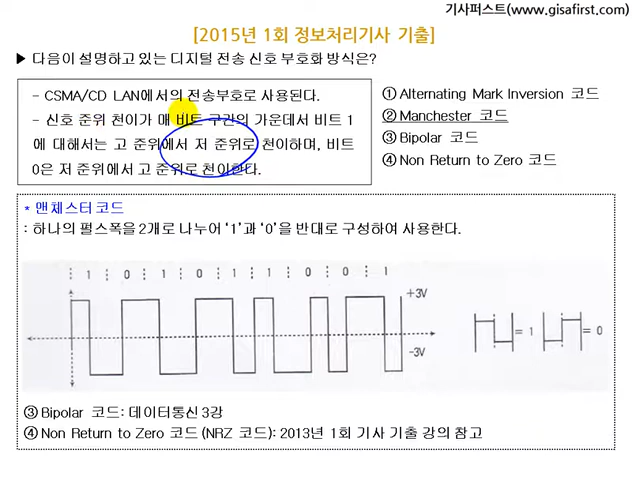 기사퍼스트(www.gisafirst.com)
[2015년 1회 정보처리기사 기출]
▶ 다음이 설명하고 있는 디지털 전송 신호 부호화 방식은?
- CSMA/CD LAN에서의 전송부호로 사용된다.
- 신호 준위 천이가 매 비트 구간의 가운데서 비트 1
에 대해서는 고 준위에서 저 준위로 천이하며, 비트
0은 저 준위에서 고 준위로 천이한다.
① Alternating Mark Inversion 코드
② Manchester 코드
③ Bipolar 코드
④ Non Return to Zero 코드
* 맨체스터 코드
: 하나의 펄스폭을 2개로 나누어 ‘1’과 ‘0’을 반대로 구성하여 사용한다.
1 0 1 0 1 1 0 0 1
+3V
-3V
= 1
= 0
③ Bipolar 코드: 데이터통신 3강
④ Non Return to Zero 코드 (NRZ 코드): 2013년 1회 기사 기출 강의 참고